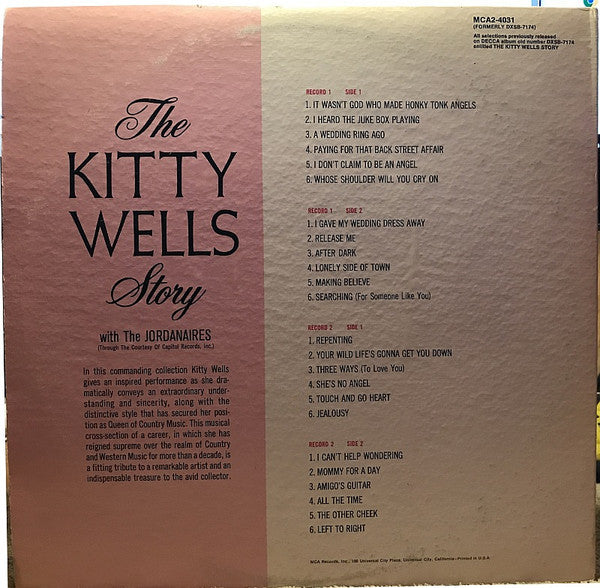 MCA2-4031
(FORMERLY DXSB-7174)
All selections previously released
on DECCA album old number DXSB-7174
entitled THE KITTY WELLS STORY
The
KITTY
WELLS
Story
with The JORDANAIRES
(Through The Courtesy Of Capitol Records, Inc.)
In this commanding collection Kitty Wells
gives an inspired performance as she dra-
matically conveys an extraordinary under-
standing and sincerity, along with the
distinctive style that has secured her posi-
tion as Queen of Country Music. This musical
cross-section of a career, in which she has
reigned supreme over the realm of Country
and Western Music for more than a decade, is
a fitting tribute to a remarkable artist and an
indispensable treasure to the avid collector.
RECORD 1 SIDE 1
1. IT WASN'T GOD WHO MADE HONKY TONK ANGELS
2. I HEARD THE JUKE BOX PLAYING
3. A WEDDING RING AGO
4. PAYING FOR THAT BACK STREET AFFAIR
5. I DON'T CLAIM TO BE AN ANGEL
6. WHOSE SHOULDER WILL YOU CRY ON
RECORD 1 SIDE 2
1. I GAVE MY WEDDING DRESS AWAY
2. RELEASE ME
3. AFTER DARK
4. LONELY SIDE OF TOWN
5. MAKING BELIEVE
6. SEARCHING (For Someone Like You)
RECORD 2 SIDE 1
1. REPENTING
2. YOUR WILD LIFE'S GONNA GET YOU DOWN
3. THREE WAYS (To Love You)
4. SHE'S NO ANGEL
5. TOUCH AND GO HEART
6. JEALOUSY
RECORD 2 SIDE 2
1. I CAN'T HELP WONDERING
2. MOMMY FOR A DAY
3. AMIGO'S GUITAR
4. ALL THE TIME
5. THE OTHER CHEEK
6. LEFT TO RIGHT
MCA Records, Inc., 100 Universal City Plaza, Universal City, California—Printed in U.S.A.